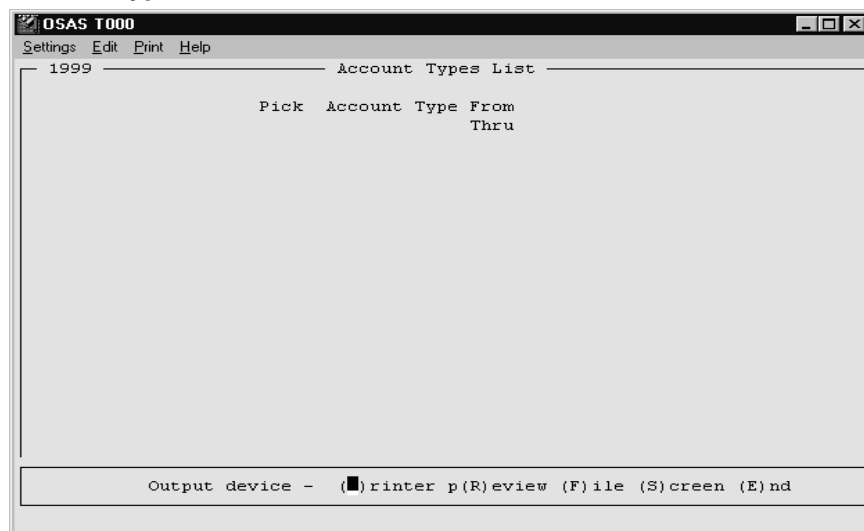 OSAS T000
Settings Edit Print Help
1999 Account Types List
Pick Account Type From
Thru
Output device - ( )rinter p(R)eview (F)ile (S)creen (E)nd